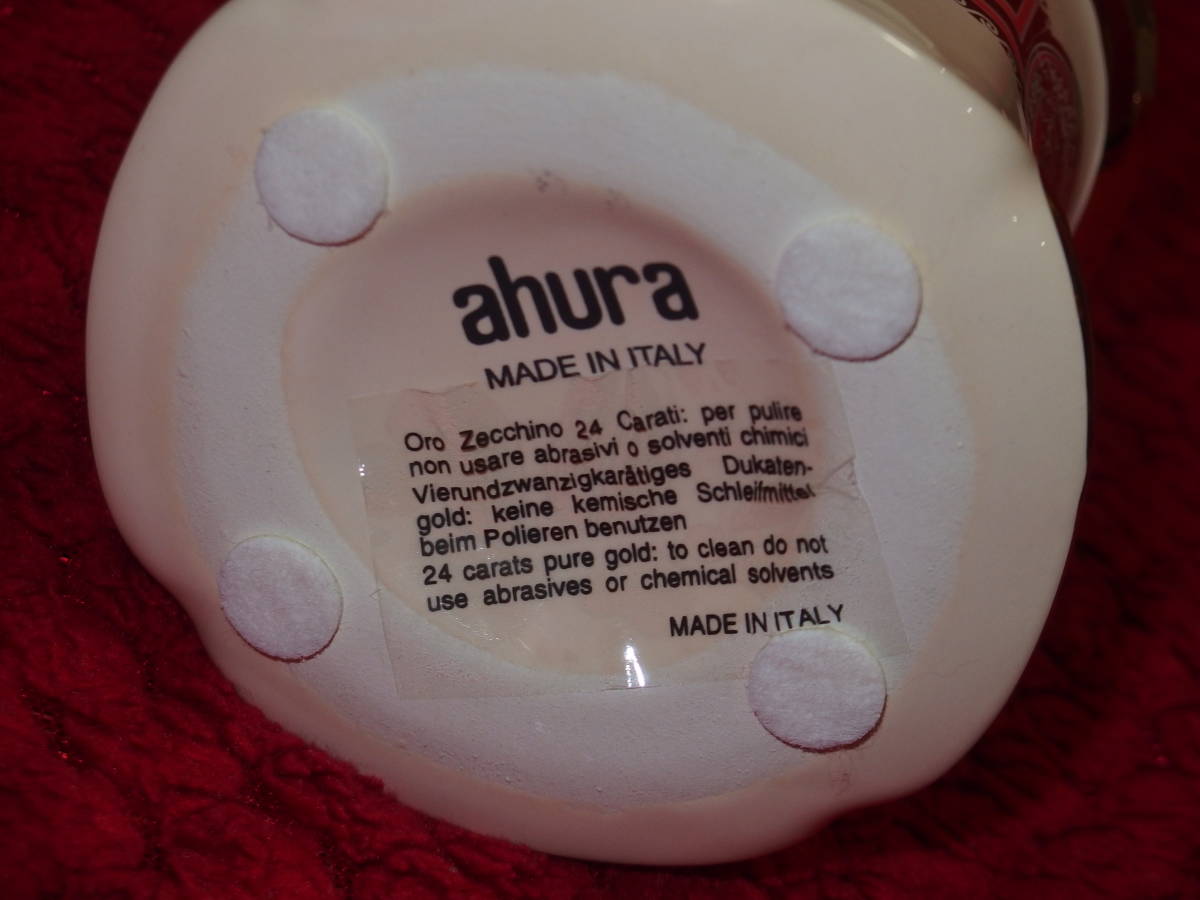 ahura
MADE IN ITALY
Oro Zecchino 24 Carati: per pulire
non usare abrasivi o solventi chimici
Vierundzwanzigkarätiges Dukaten-
gold: keine kemische Schleifmittel
beim Polieren benutzen
24 carats pure gold: to clean do not
use abrasives or chemical solvents
MADE IN ITALY